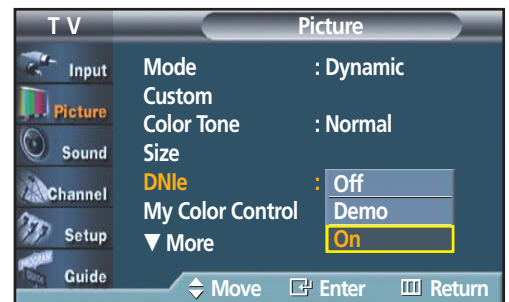 T V
Picture
Input
Picture
Sound
Channel
Setup
Guide
Mode : Dynamic
Custom
Color Tone : Normal
Size
DNIe : Off
Demo
On
My Color Control
▼ More
Move Enter Return